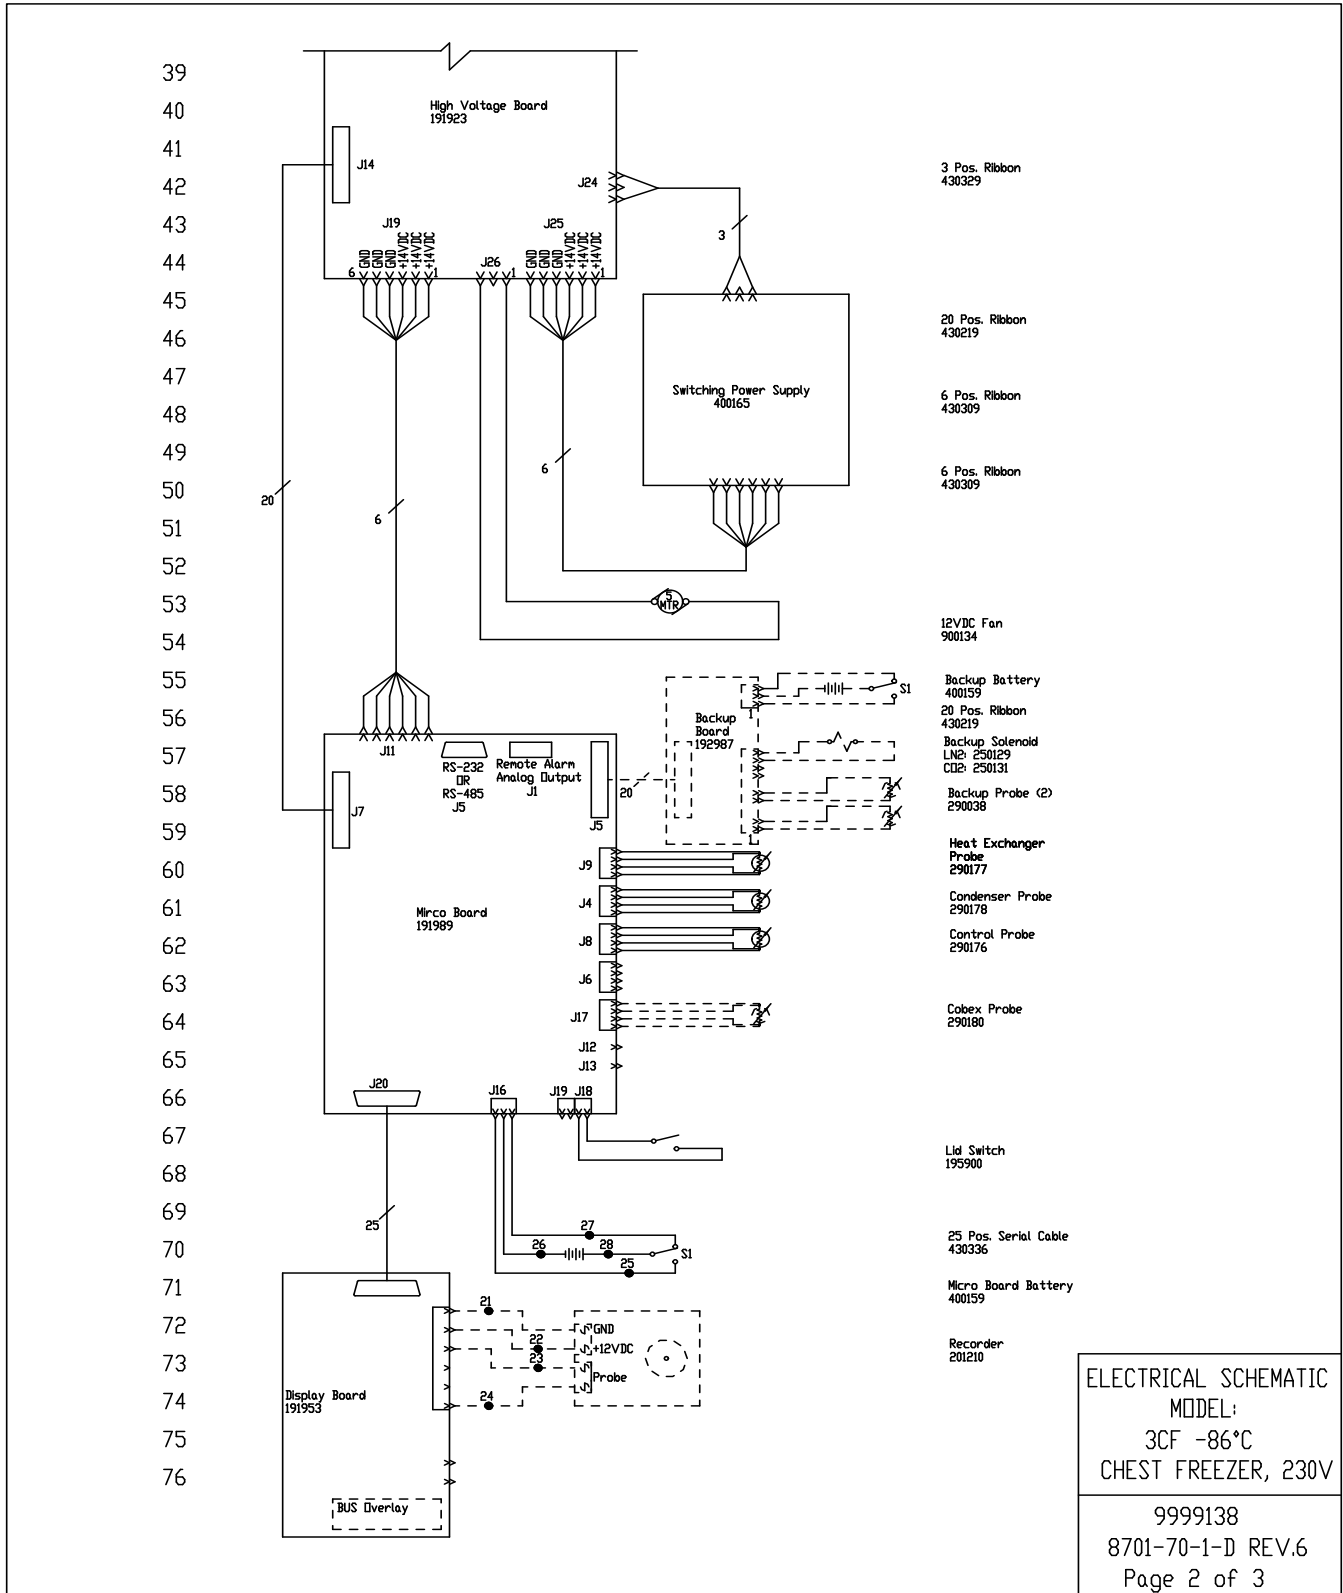 39
40
High Voltage Board
191923
41
J14
3 Pos. Ribbon
430329
42
J24
43
J19
J25
3
GND
GND
GND
+14VDC
+14VDC
+14VDC
GND
GND
GND
+14VDC
+14VDC
+14VDC
44
J26
6
1
1
1
45
20 Pos. Ribbon
430219
46
47
Switching Power Supply
400165
6 Pos. Ribbon
430309
48
49
6
6 Pos. Ribbon
430309
50
20
6
51
52
53
5
MTR
12VDC Fan
900134
54
55
S1
Backup Battery
400159
56
1
Backup
Board
192987
20 Pos. Ribbon
430219
57
J11
RS-232
OR
RS-485
J5
Remote Alarm
Analog Output
J1
Backup Solenoid
LN2: 250129
CO2: 250131
58
20
J7
J5
Backup Probe (2)
290038
59
1
Heat Exchanger
Probe
290177
60
J9
61
J4
Mirco Board
191989
Condenser Probe
290178
62
J8
Control Probe
290176
63
J6
64
J17
Cobex Probe
290180
J12
65
J13
66
J20
J16
J19
J18
67
Lid Switch
195900
68
69
25
27
25 Pos. Serial Cable
430336
70
26
28
S1
25
71
Micro Board Battery
400159
21
72
GND
22
+12VDC
Recorder
201210
73
23
Probe
74
Display Board
191953
24
75
76
BUS Overlay
ELECTRICAL SCHEMATIC
MODEL:
3CF -86°C
CHEST FREEZER, 230V
9999138
8701-70-1-D REV.6
Page 2 of 3